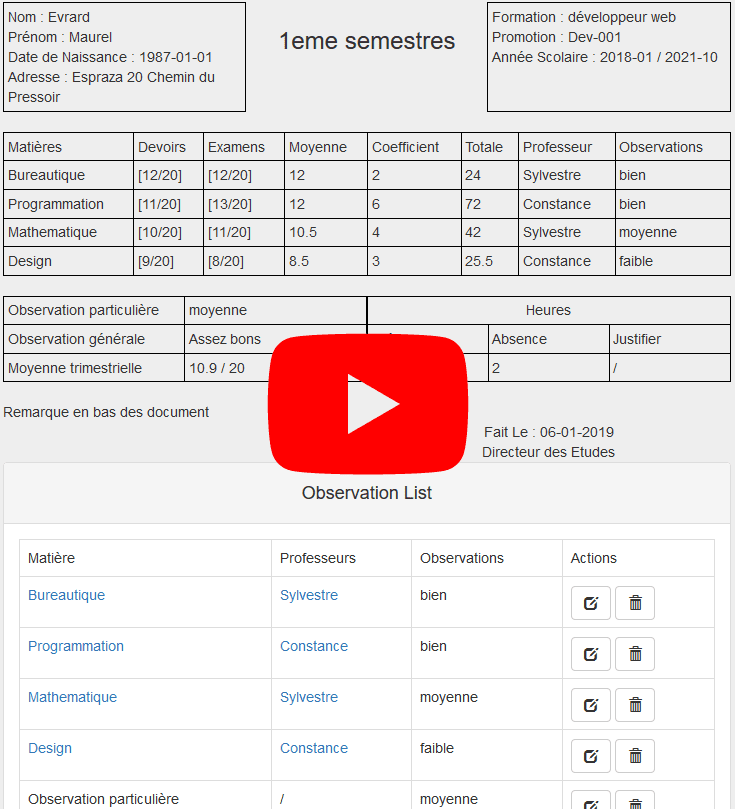 Nom : Evrard
Prénom : Maurel
Date de Naissance : 1987-01-01
Adresse : Espraza 20 Chemin du
Pressoir
1eme semestres
Formation : développeur web
Promotion : Dev-001
Année Scolaire : 2018-01 / 2021-10
Matières Devoirs Examens Moyenne Coefficient Totale Professeur Observations
Bureautique [12/20] [12/20] 12 2 24 Sylvestre bien
Programmation [11/20] [13/20] 12 6 72 Constance bien
Mathematique [10/20] [11/20] 10.5 4 42 Sylvestre moyenne
Design [9/20] [8/20] 8.5 3 25.5 Constance faible
Observation particulière moyenne Heures
Observation générale Assez bons Absence Justifier
Moyenne trimestrielle 10.9 / 20 2 /
Remarque en bas des document
Fait Le : 06-01-2019
Directeur des Etudes
Observation List
Matière Professeurs Observations Actions
Bureautique Sylvestre bien
Programmation Constance bien
Mathematique Sylvestre moyenne
Design Constance faible
Observation particulière / moyenne